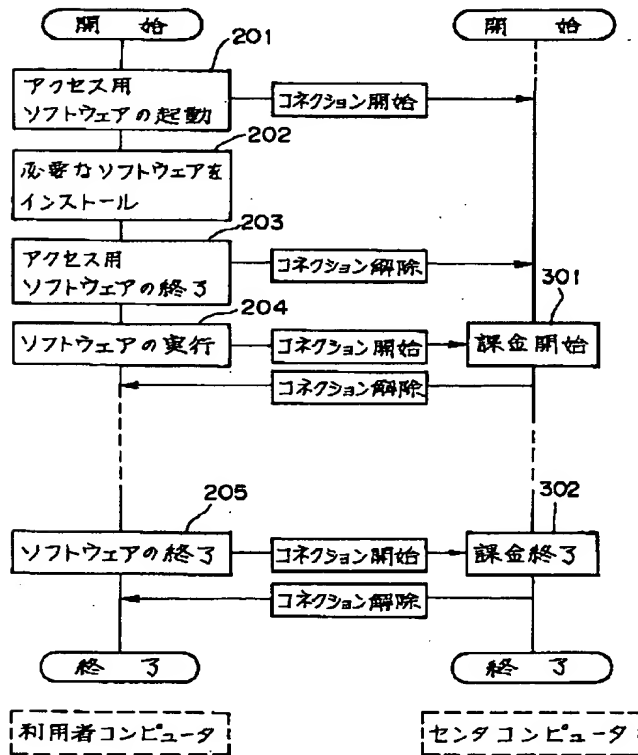 開始
開始
201
アクセス用
ソフトウェアの起動
コネクション開始
202
必要なソフトウェアを
インストール
203
アクセス用
ソフトウェアの終了
コネクション解除
204
301
ソフトウェアの実行
コネクション開始
課金開始
コネクション解除
205
302
ソフトウェアの終了
コネクション開始
課金終了
コネクション解除
終了
終了
利用者コンピュータ
センタコンピュータ